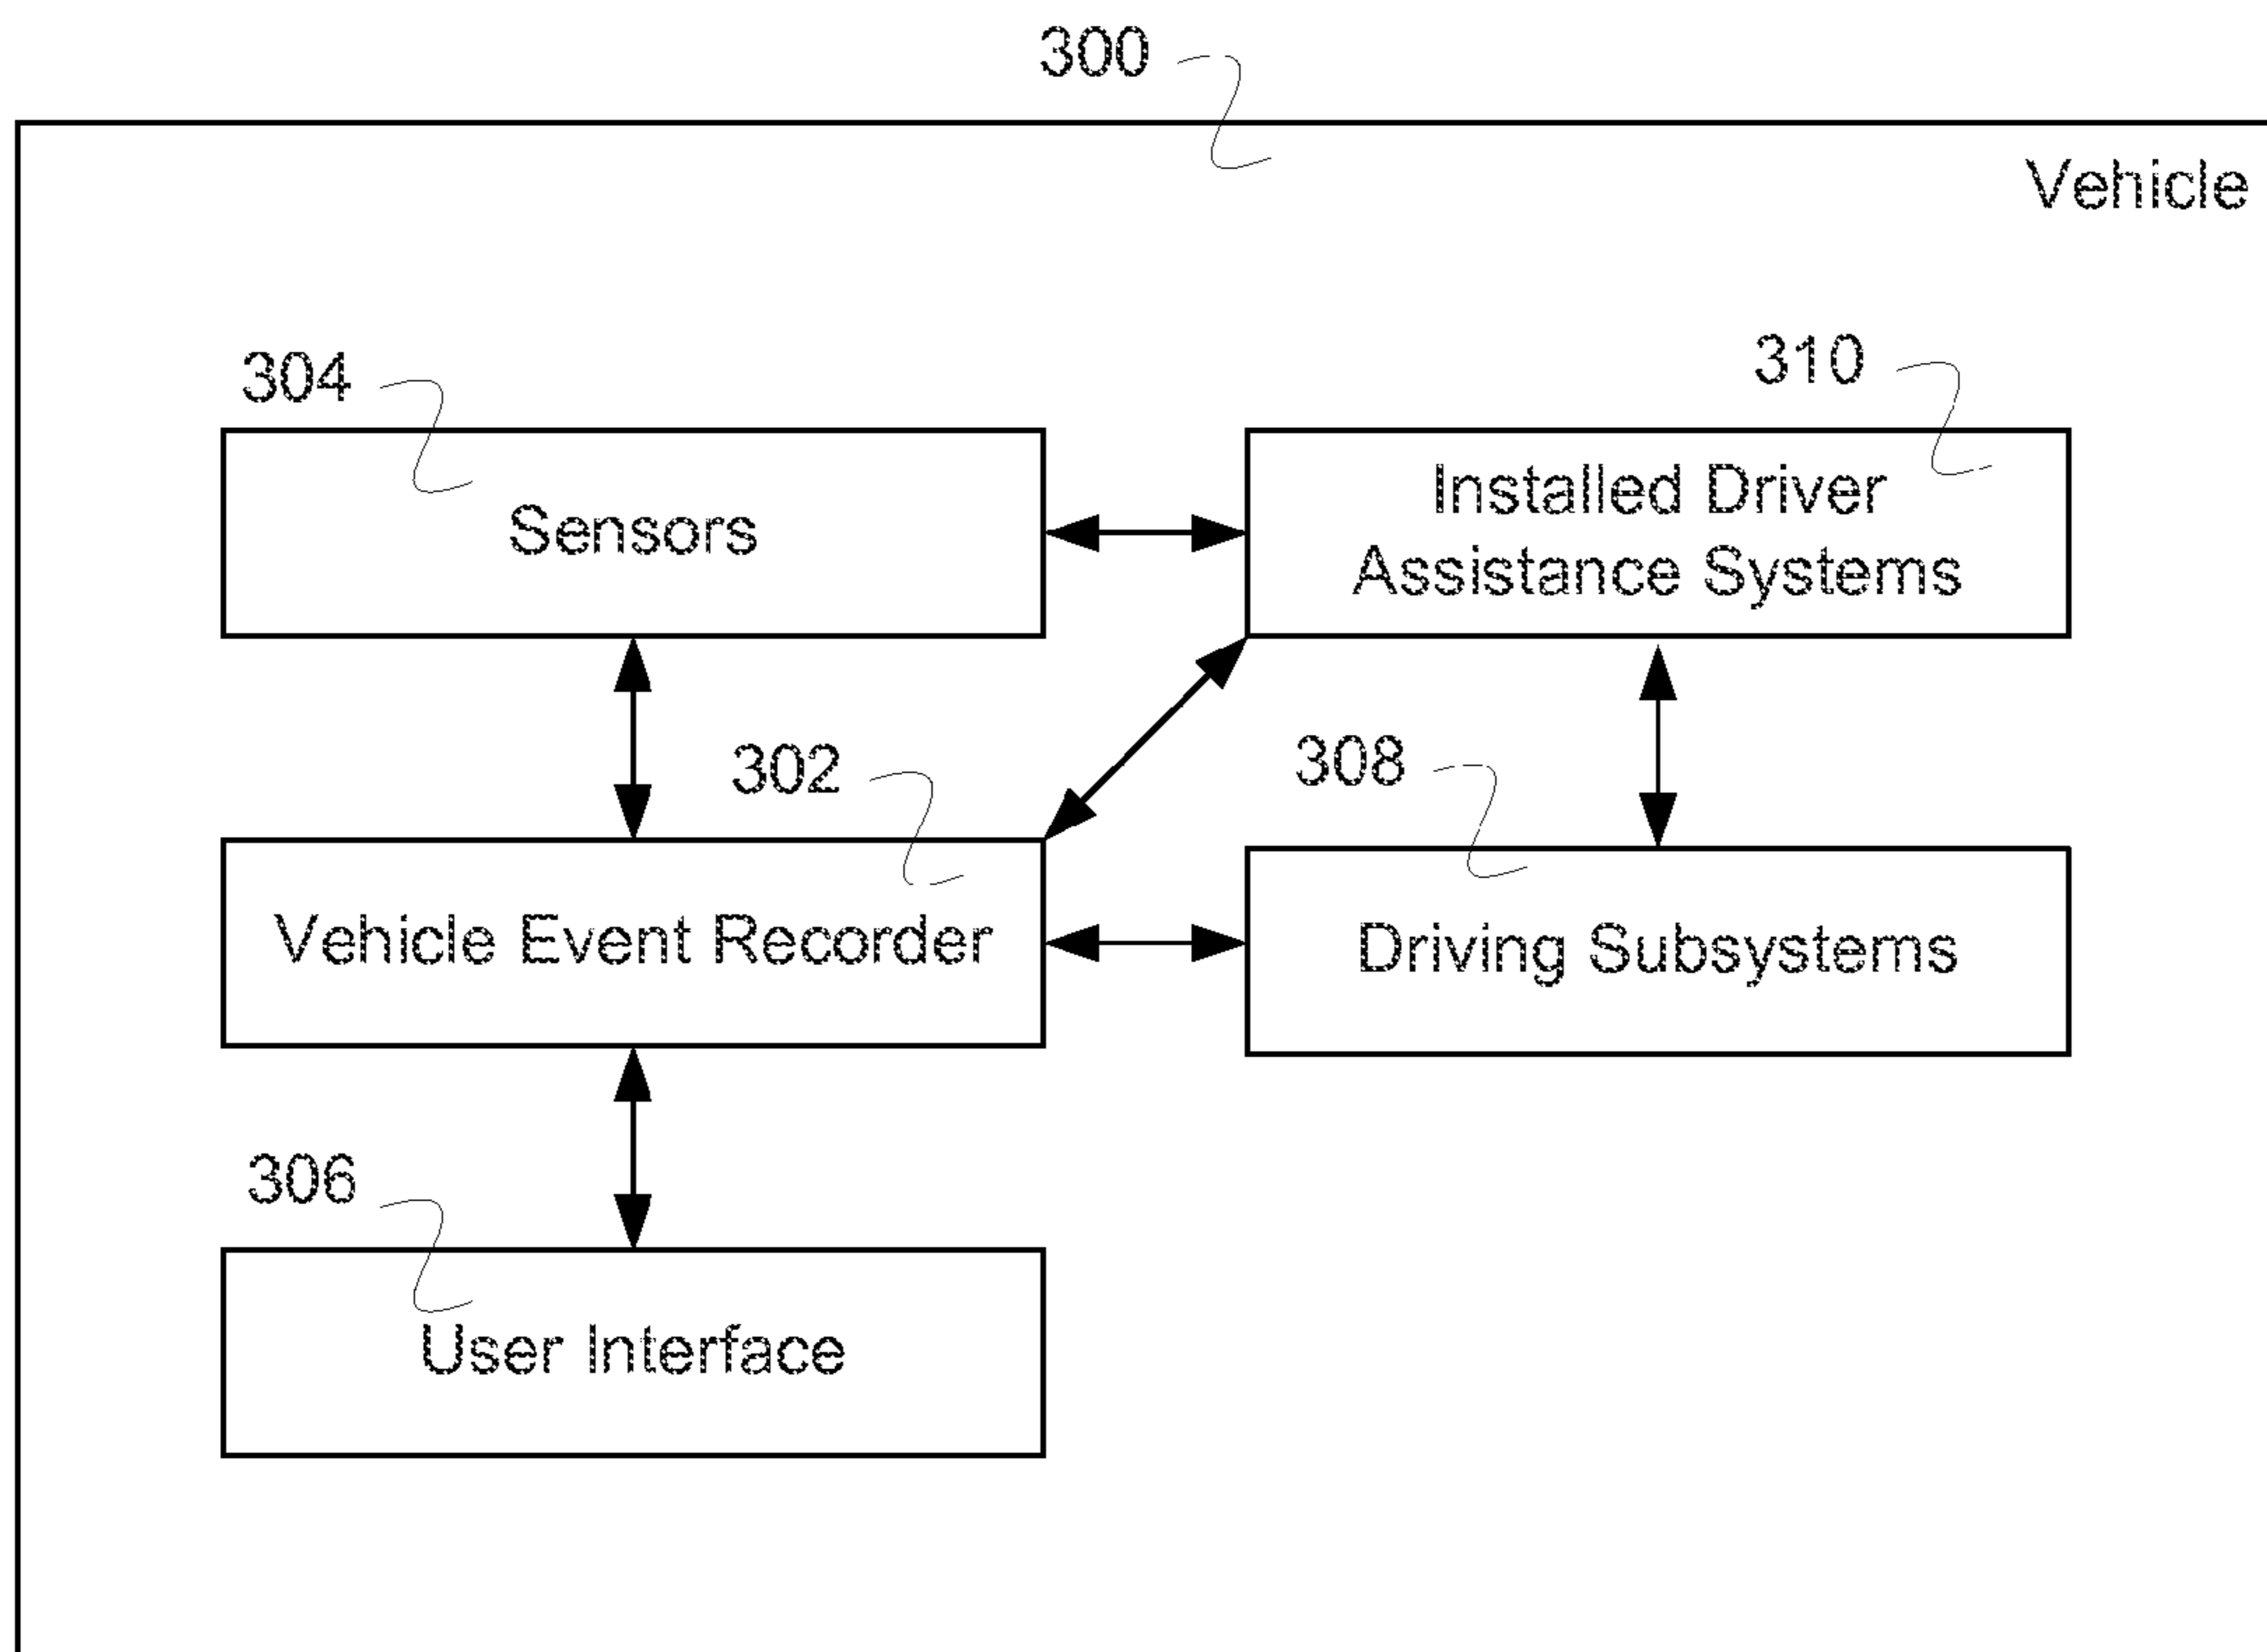 300
Vehicle
304
310
Sensors
Installed Driver
Assistance Systems
302
308
Vehicle Event Recorder
Driving Subsystems
306
User Interface